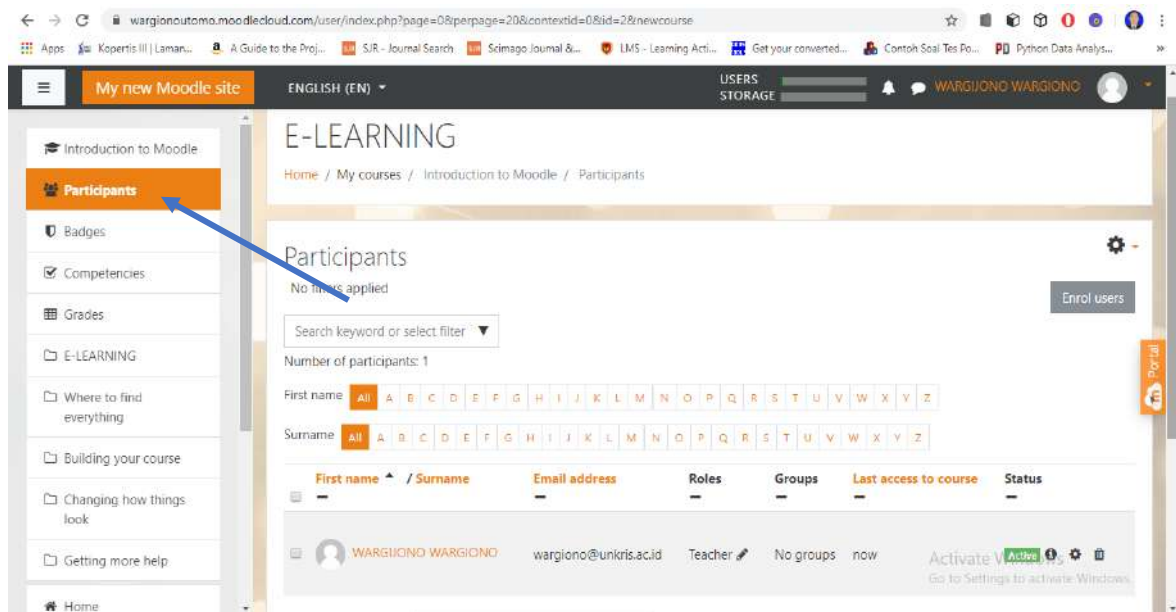 wargionoutomo.moodlecloud.com/user/index.php?page=0&perpage=20&contextid=0&id=2&newcourse
Apps Kopertis III | Laman... A Guide to the Proj... SJR - Journal Search Scimago Journal &... LMS - Learning Acti... Get your converted... Contoh Soal Tes Po... PD Python Data Analys... »
My new Moodle site ENGLISH (EN) USERS STORAGE WARGIJONO WARGIONO
Introduction to Moodle
Participants
Badges
Competencies
Grades
E-LEARNING
Where to find
everything
Building your course
Changing how things
look
Getting more help
Home
E-LEARNING
Home / My courses / Introduction to Moodle / Participants
Participants
No filters applied
Enrol users
Search keyword or select filter ▼
Number of participants: 1
First name All A B C D E F G H I J K L M N O P Q R S T U V W X Y Z
Surname All A B C D E F G H I J K L M N O P Q R S T U V W X Y Z
First name / Surname Email address Roles Groups Last access to course Status
WARGIJONO WARGIONO wargiono@unkris.ac.id Teacher No groups now Active
Portal
Activate Windows
Go to Settings to activate Windows.